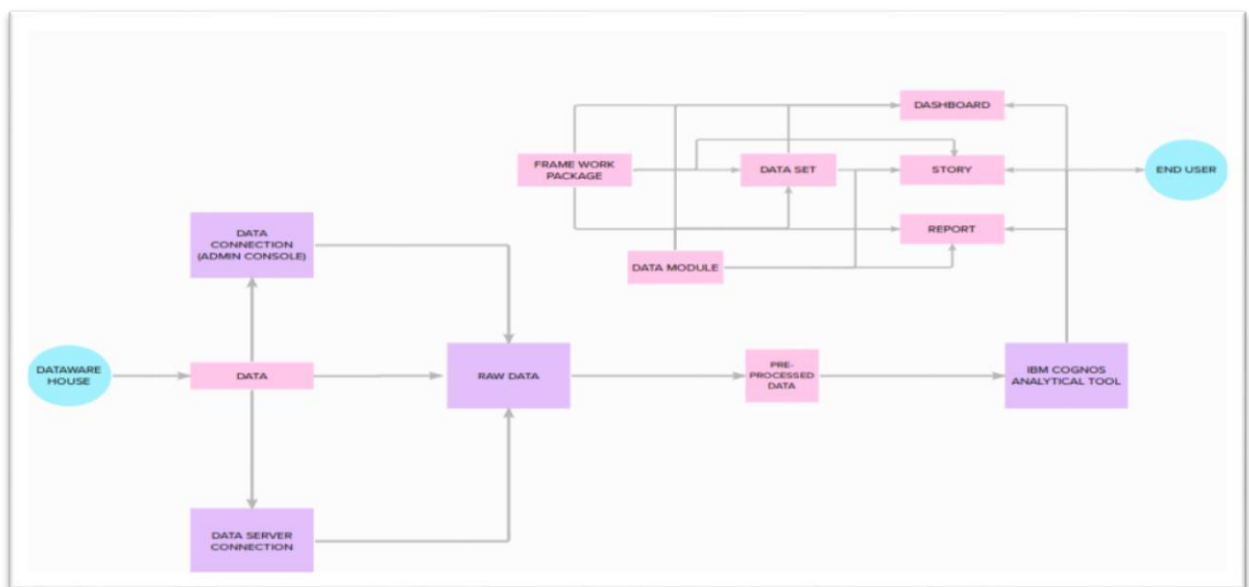 DASHBOARD
FRAME WORK
PACKAGE
DATA SET
STORY
END USER
REPORT
DATA
CONNECTION
(ADMIN CONSOLE)
DATA MODULE
DATAWARE
HOUSE
DATA
RAW DATA
PRE-
PROCESSED
DATA
IBM COGNOS
ANALYTICAL TOOL
DATA SERVER
CONNECTION